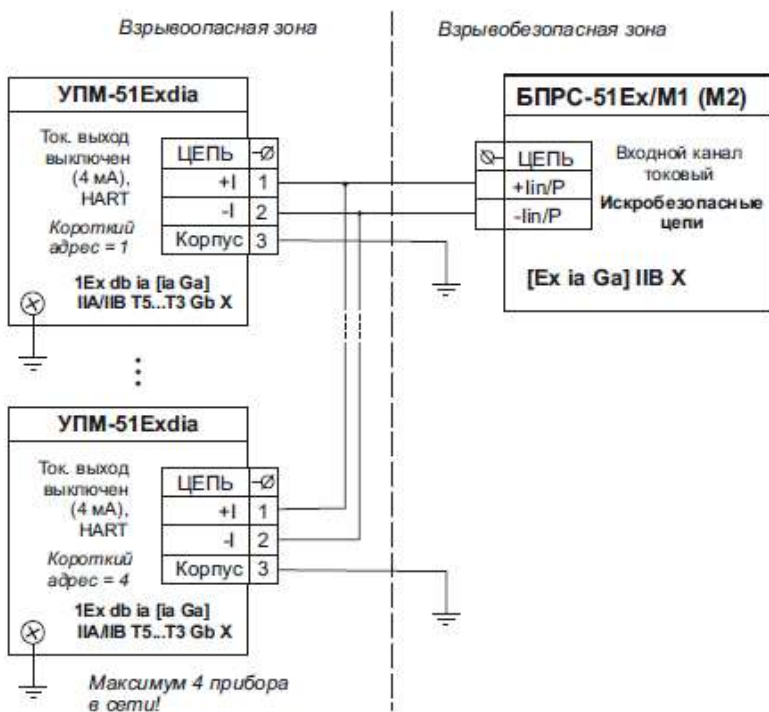 Взрывоопасная зона
Взрывобезопасная зона
УПМ-51Exdia
Ток. выход
выключен
(4 мА),
HART
Короткий
адрес = 1
ЦЕПЬ
+I 1
-I 2
Корпус 3
1Ex db ia [ia Ga]
IIA/IIB T5...T3 Gb X
БПРС-51Ex/M1 (M2)
ЦЕПЬ
+Iin/P
-Iin/P
Входной канал
токовый
Искробезопасные
цепи
[Ex ia Ga] IIB X
УПМ-51Exdia
Ток. выход
выключен
(4 мА),
HART
Короткий
адрес = 4
ЦЕПЬ
+I 1
-I 2
Корпус 3
1Ex db ia [ia Ga]
IIA/IIB T5...T3 Gb X
Максимум 4 прибора
в сети!